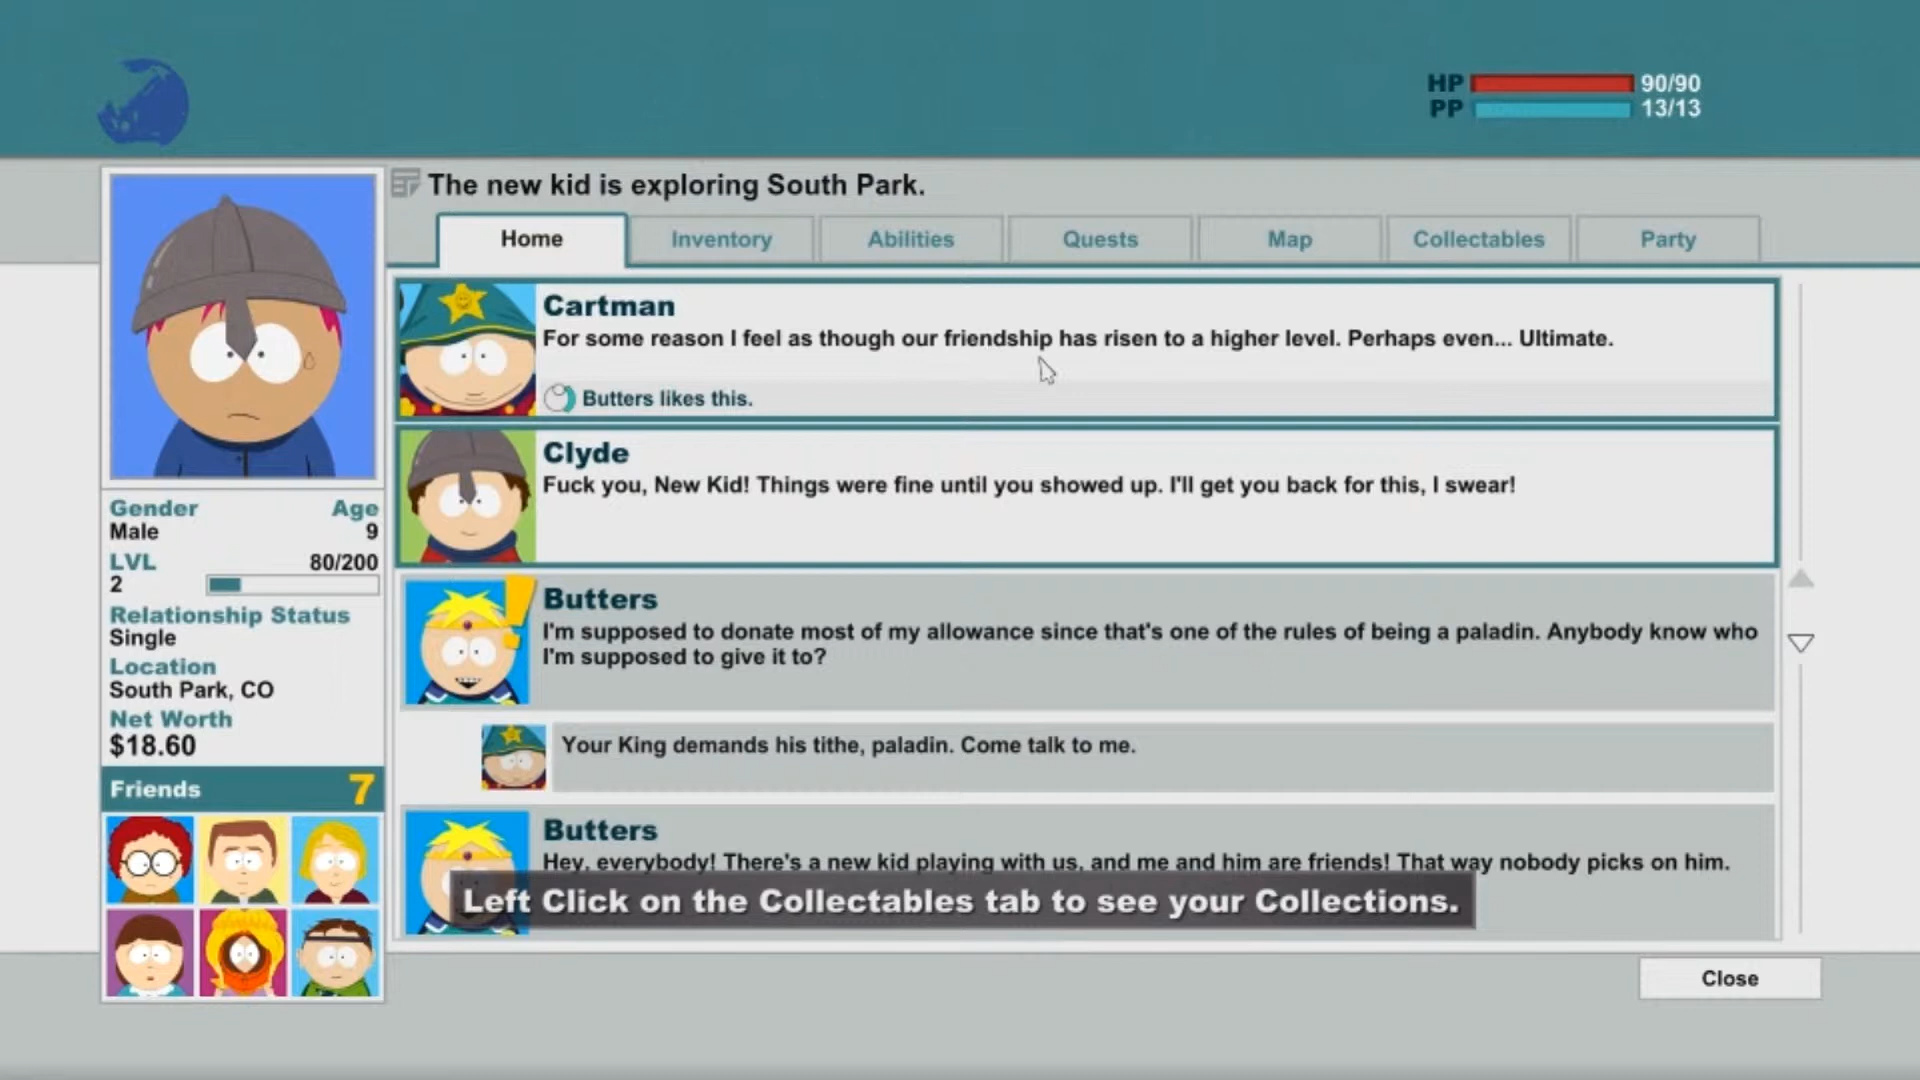 HP 90/90
PP 13/13
The new kid is exploring South Park.
Home Inventory Abilities Quests Map Collectables Party
Cartman
For some reason I feel as though our friendship has risen to a higher level. Perhaps even... Ultimate.
Butters likes this.
Clyde
Fuck you, New Kid! Things were fine until you showed up. I'll get you back for this, I swear!
Gender Age
Male 9
LVL 80/200
2
Relationship Status
Single
Location
South Park, CO
Net Worth
$18.60
Friends 7
Butters
I'm supposed to donate most of my allowance since that's one of the rules of being a paladin. Anybody know who
I'm supposed to give it to?
Your King demands his tithe, paladin. Come talk to me.
Butters
Hey, everybody! There's a new kid playing with us, and me and him are friends! That way nobody picks on him.
Left Click on the Collectables tab to see your Collections.
Close